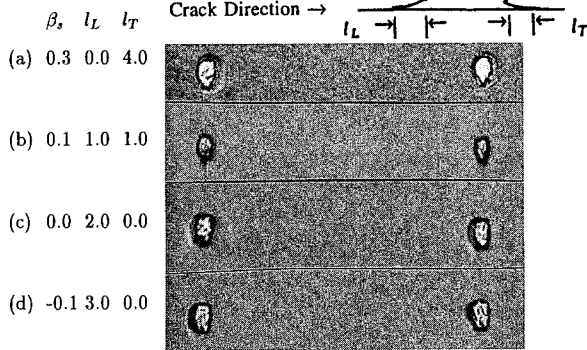 Crack Direction →
β_s l_L l_T l_L l_T
(a) 0.3 0.0 4.0
(b) 0.1 1.0 1.0
(c) 0.0 2.0 0.0
(d) -0.1 3.0 0.0